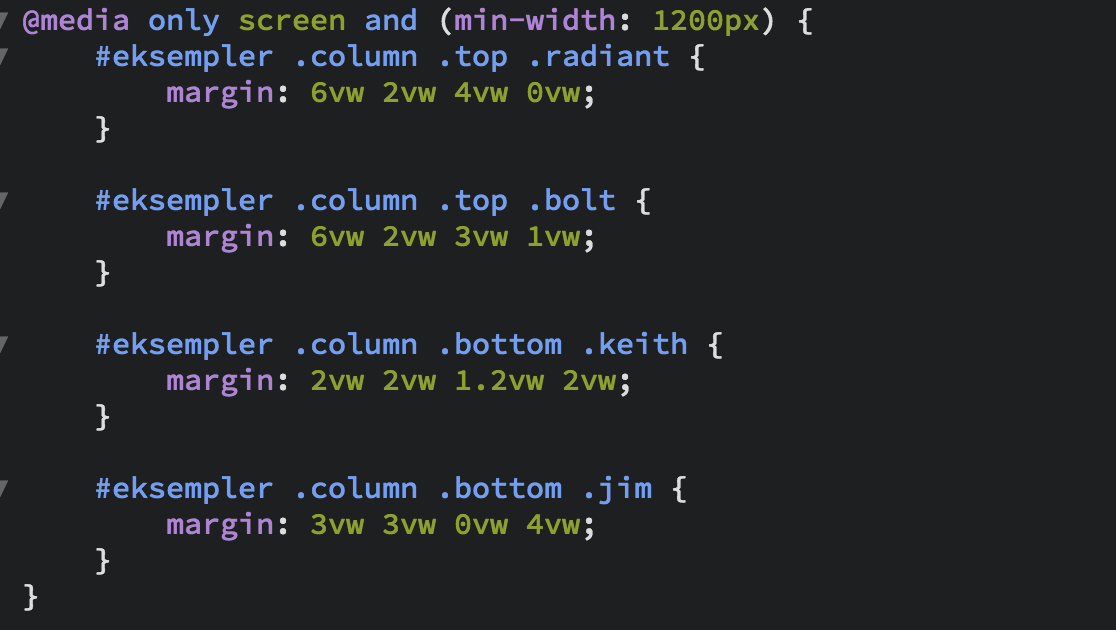 @media only screen and (min-width: 1200px) {
    #eksempler .column .top .radiant {
        margin: 6vw 2vw 4vw 0vw;
    }

    #eksempler .column .top .bolt {
        margin: 6vw 2vw 3vw 1vw;
    }

    #eksempler .column .bottom .keith {
        margin: 2vw 2vw 1.2vw 2vw;
    }

    #eksempler .column .bottom .jim {
        margin: 3vw 3vw 0vw 4vw;
    }
}